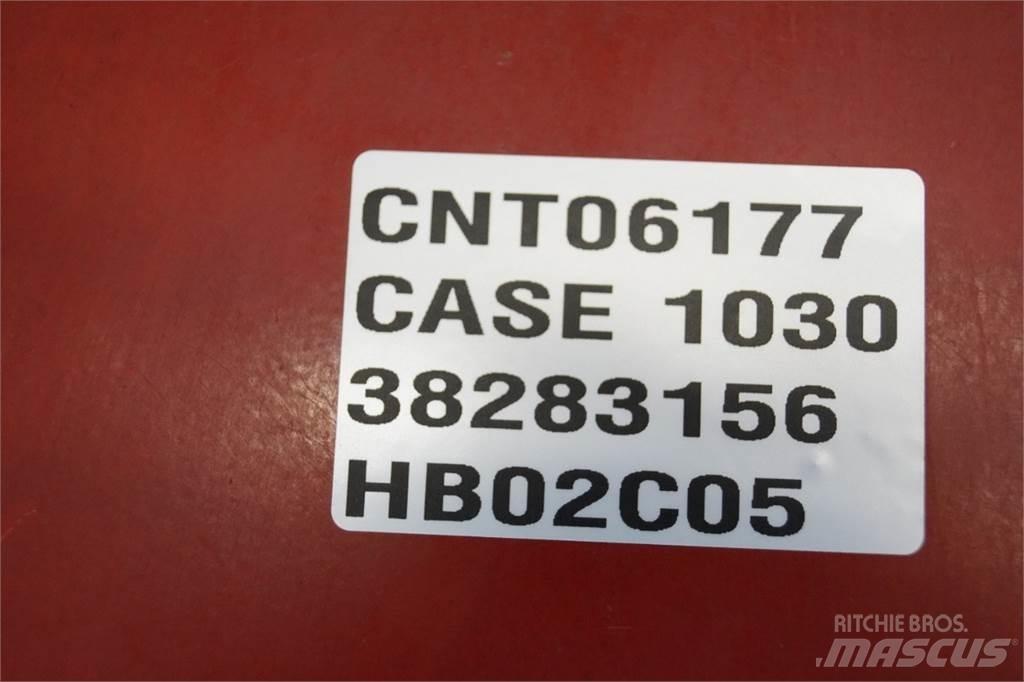 CNT06177
CASE 1030
38283156
HB02C05
RITCHIE BROS.
MASCUS